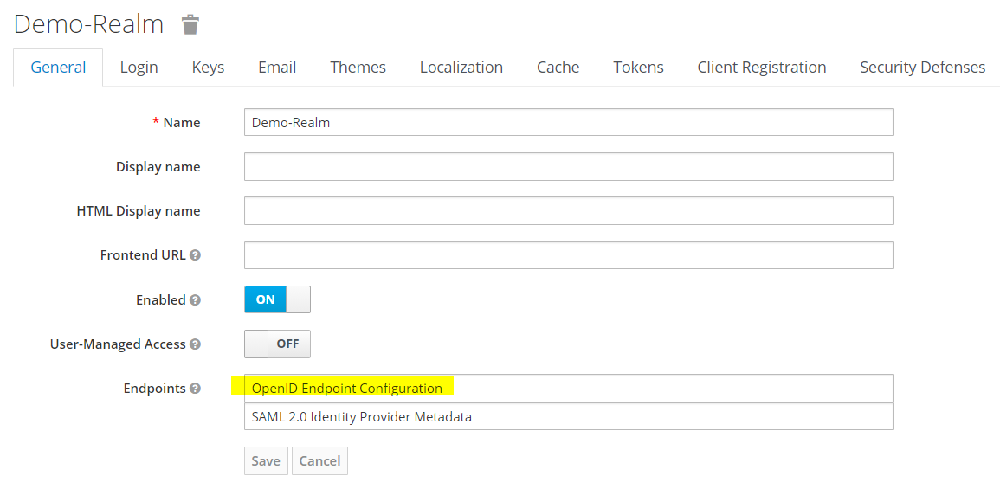 Demo-Realm
General Login Keys Email Themes Localization Cache Tokens Client Registration Security Defenses
* Name Demo-Realm
Display name
HTML Display name
Frontend URL ?
Enabled ? ON
User-Managed Access ? OFF
Endpoints ? OpenID Endpoint Configuration
SAML 2.0 Identity Provider Metadata
Save Cancel